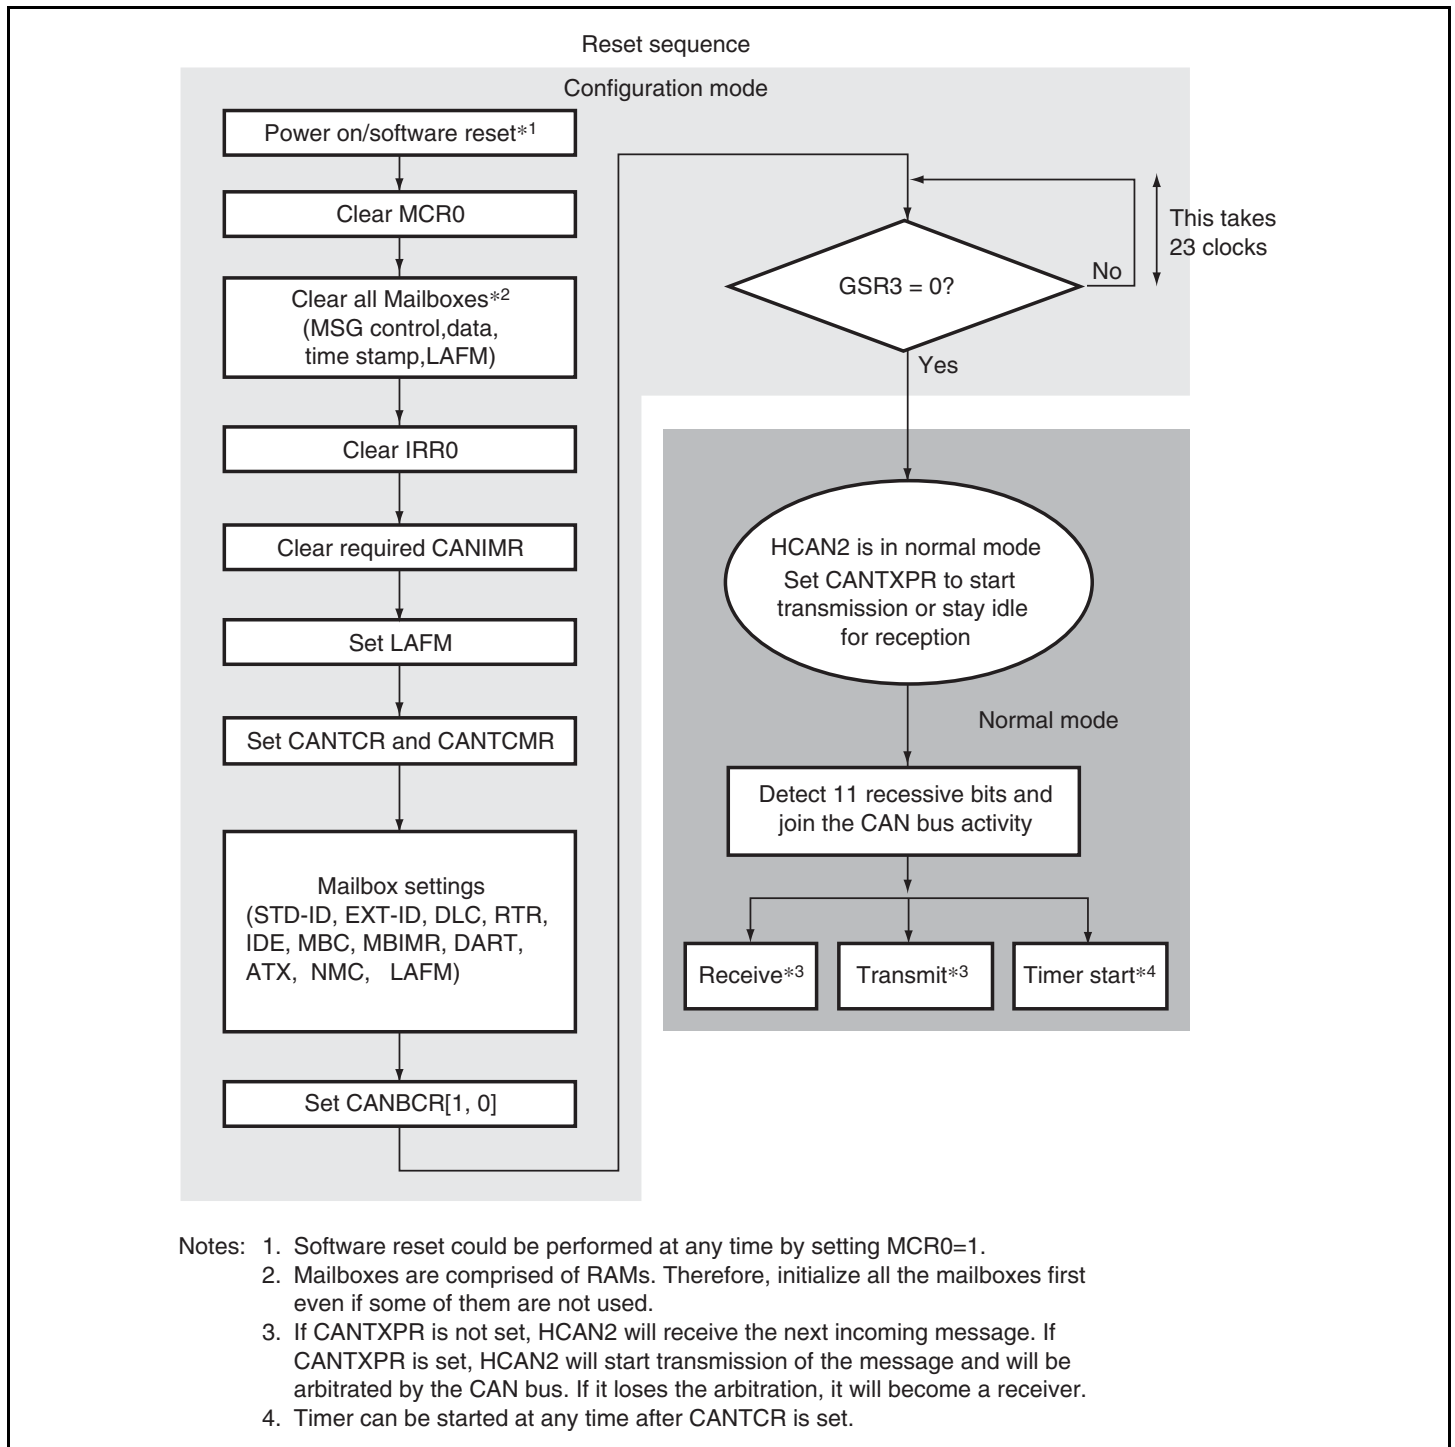 Reset sequence
Configuration mode
Power on/software reset*1
Clear MCR0
Clear all Mailboxes*2
(MSG control,data,
time stamp,LAFM)
Clear IRR0
Clear required CANIMR
Set LAFM
Set CANTCR and CANTCMR
Mailbox settings
(STD-ID, EXT-ID, DLC, RTR,
IDE, MBC, MBIMR, DART,
ATX, NMC, LAFM)
Set CANBCR[1, 0]
GSR3 = 0?
No
This takes
23 clocks
Yes
HCAN2 is in normal mode
Set CANTXPR to start
transmission or stay idle
for reception
Normal mode
Detect 11 recessive bits and
join the CAN bus activity
Receive*3
Transmit*3
Timer start*4
Notes: 1. Software reset could be performed at any time by setting MCR0=1.
2. Mailboxes are comprised of RAMs. Therefore, initialize all the mailboxes first
even if some of them are not used.
3. If CANTXPR is not set, HCAN2 will receive the next incoming message. If
CANTXPR is set, HCAN2 will start transmission of the message and will be
arbitrated by the CAN bus. If it loses the arbitration, it will become a receiver.
4. Timer can be started at any time after CANTCR is set.